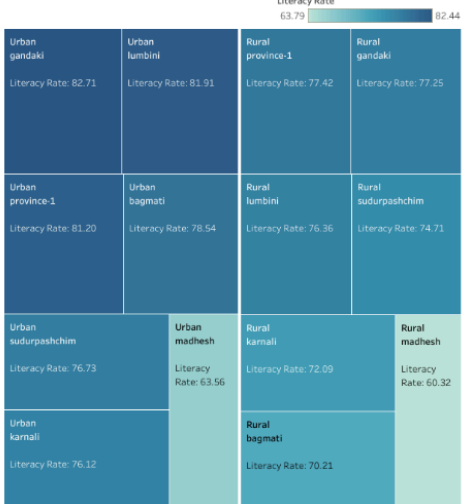 Literacy Rate
63.79 82.44
Urban
gandaki
Literacy Rate: 82.71
Urban
lumbini
Literacy Rate: 81.91
Rural
province-1
Literacy Rate: 77.42
Rural
gandaki
Literacy Rate: 77.25
Urban
province-1
Literacy Rate: 81.20
Urban
bagmati
Literacy Rate: 78.54
Rural
lumbini
Literacy Rate: 76.36
Rural
sudurpashchim
Literacy Rate: 74.71
Urban
sudurpashchim
Literacy Rate: 76.73
Urban
madhesh
Literacy
Rate: 63.56
Rural
karnali
Literacy Rate: 72.09
Rural
madhesh
Literacy
Rate: 60.32
Urban
karnali
Literacy Rate: 76.12
Rural
bagmati
Literacy Rate: 70.21